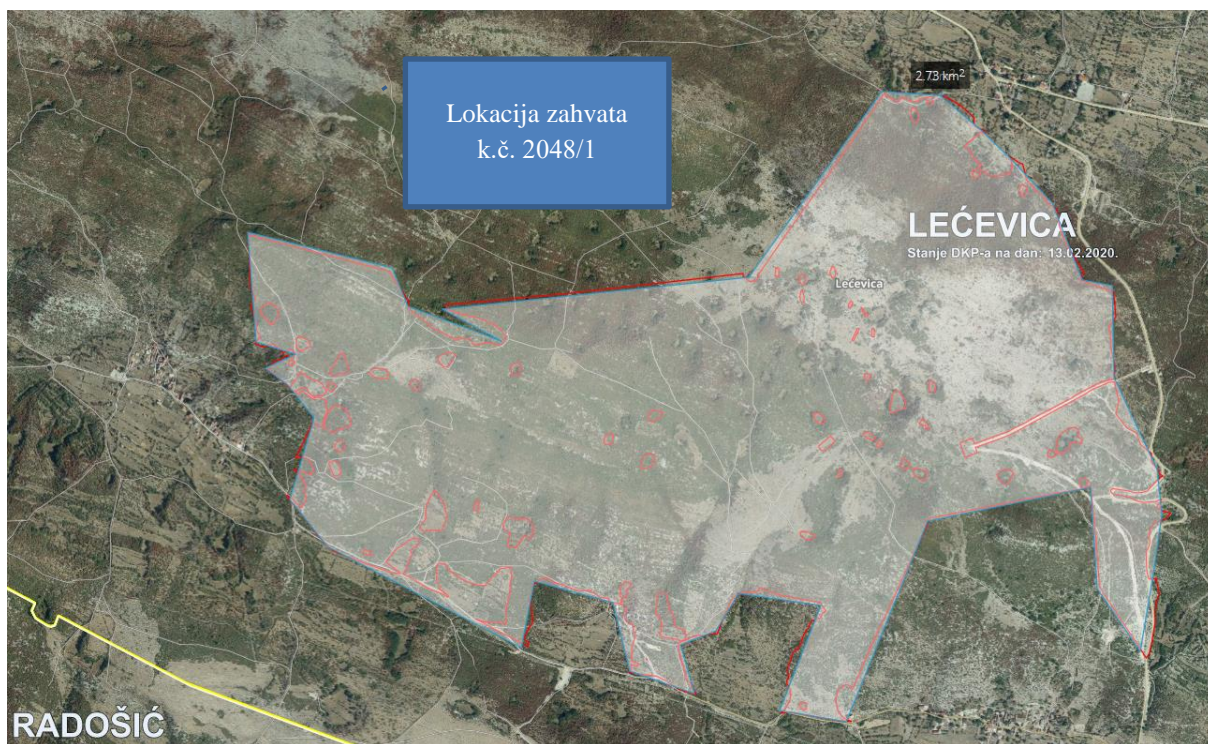 Lokacija zahvata
k.č. 2048/1
2.73 km²
LEĆEVICA
Stanje DKP-a na dan: 13.02.2020.
Lećevica
RADOŠIĆ